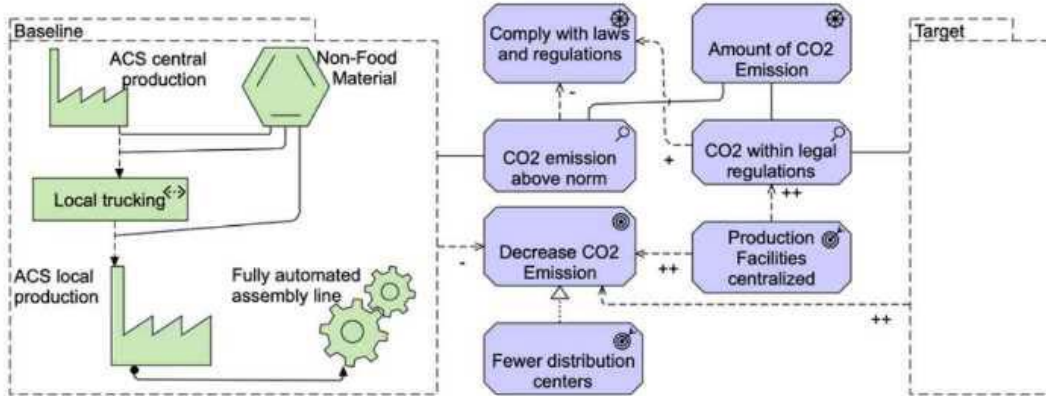 Baseline
ACS central
production
Non-Food
Material
Local trucking
ACS local
production
Fully automated
assembly line
Comply with laws
and regulations
Amount of CO2
Emission
-
+
CO2 emission
above norm
CO2 within legal
regulations
++
Decrease CO2
Emission
-
++
Production
Facilities
centralized
++
Fewer distribution
centers
Target